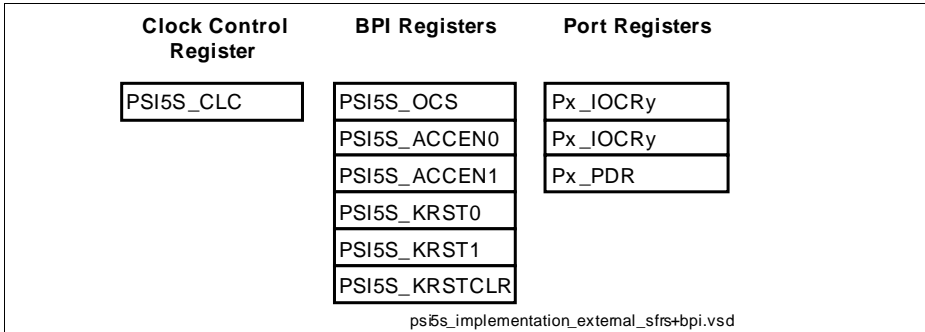 Clock Control
Register
BPI Registers
Port Registers
PSI5S_CLC
PSI5S_OCS
PSI5S_ACCEN0
PSI5S_ACCEN1
PSI5S_KRST0
PSI5S_KRST1
PSI5S_KRSTCLR
Px_IOCRy
Px_IOCRy
Px_PDR
psi5s_implementation_external_sfrs+bpi.vsd